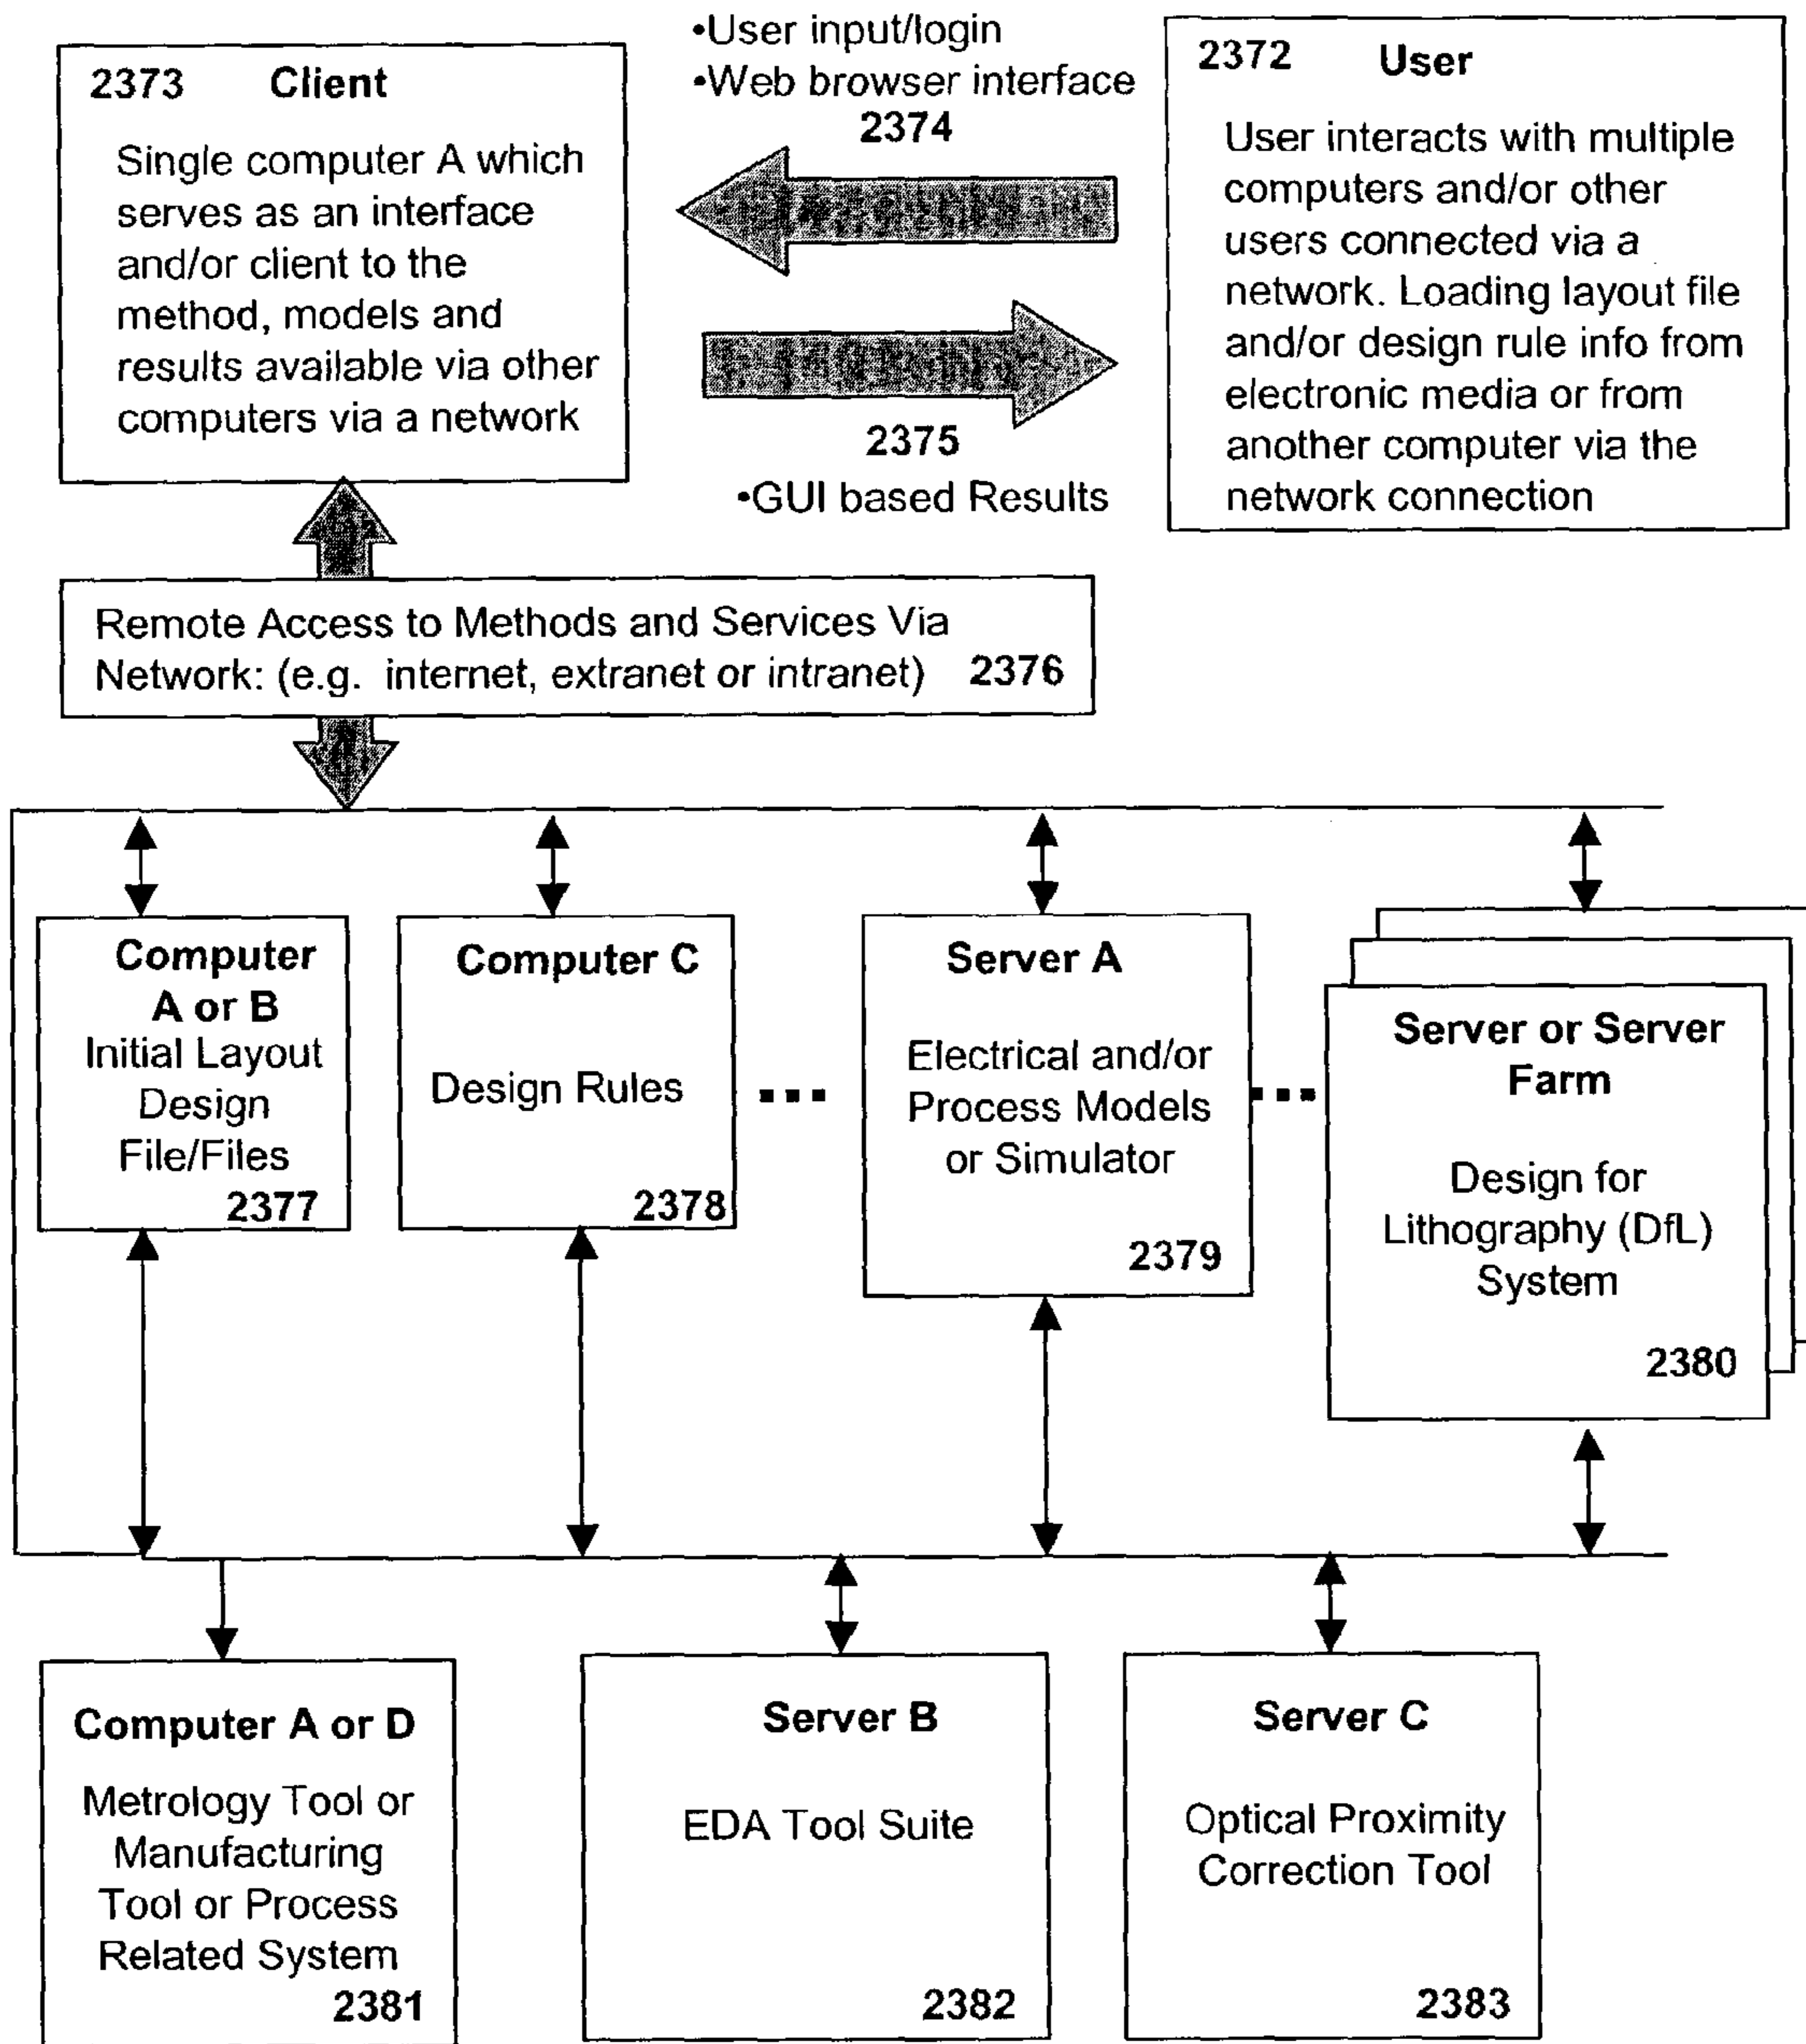 •User input/login
•Web browser interface
2374
2373 Client
Single computer A which
serves as an interface
and/or client to the
method, models and
results available via other
computers via a network
2372 User
User interacts with multiple
computers and/or other
users connected via a
network. Loading layout file
and/or design rule info from
electronic media or from
another computer via the
network connection
2375
•GUI based Results
Remote Access to Methods and Services Via
Network: (e.g. internet, extranet or intranet) 2376
Computer
A or B
Initial Layout
Design
File/Files
2377
Computer C
Design Rules
2378
...
Server A
Electrical and/or
Process Models
or Simulator
2379
...
Server or Server
Farm
Design for
Lithography (DfL)
System
2380
Computer A or D
Metrology Tool or
Manufacturing
Tool or Process
Related System
2381
Server B
EDA Tool Suite
2382
Server C
Optical Proximity
Correction Tool
2383